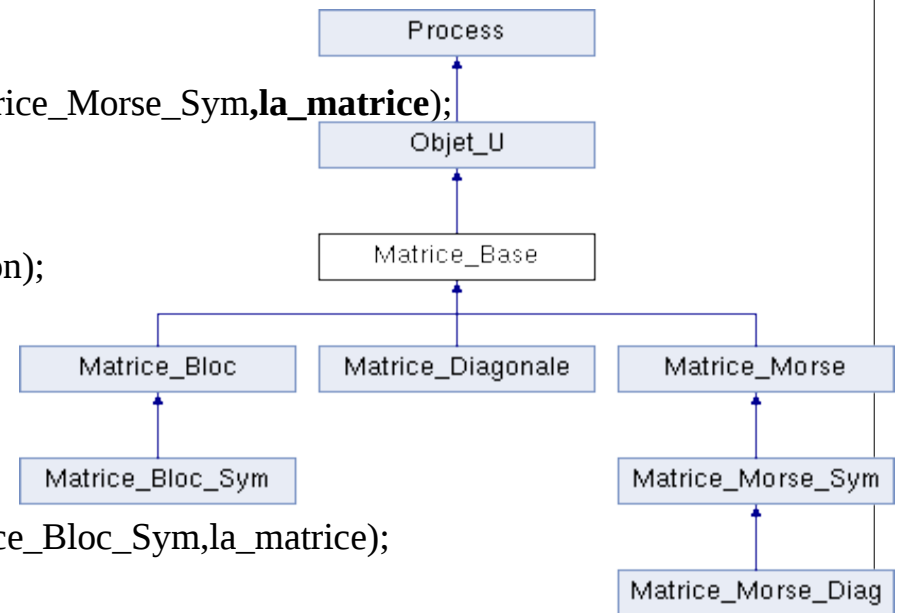 Process
rice_Morse_Sym,la_matrice);
Objet_U
Matrice_Base
on);
Matrice_Bloc
Matrice_Diagonale
Matrice_Morse
Matrice_Bloc_Sym
Matrice_Morse_Sym
ce_Bloc_Sym,la_matrice);
Matrice_Morse_Diag